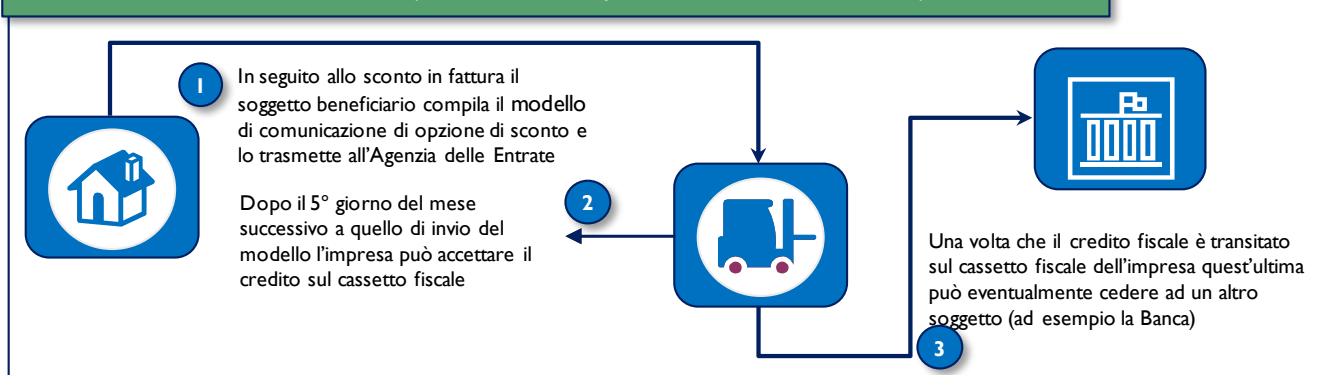 1
In seguito allo sconto in fattura il
soggetto beneficiario compila il modello
di comunicazione di opzione di sconto e
lo trasmette all'Agenzia delle Entrate
Dopo il 5° giorno del mese
successivo a quello di invio del
modello l'impresa può accettare il
credito sul cassetto fiscale
2
Una volta che il credito fiscale è transitato
sul cassetto fiscale dell'impresa quest'ultima
può eventualmente cedere ad un altro
soggetto (ad esempio la Banca)
3